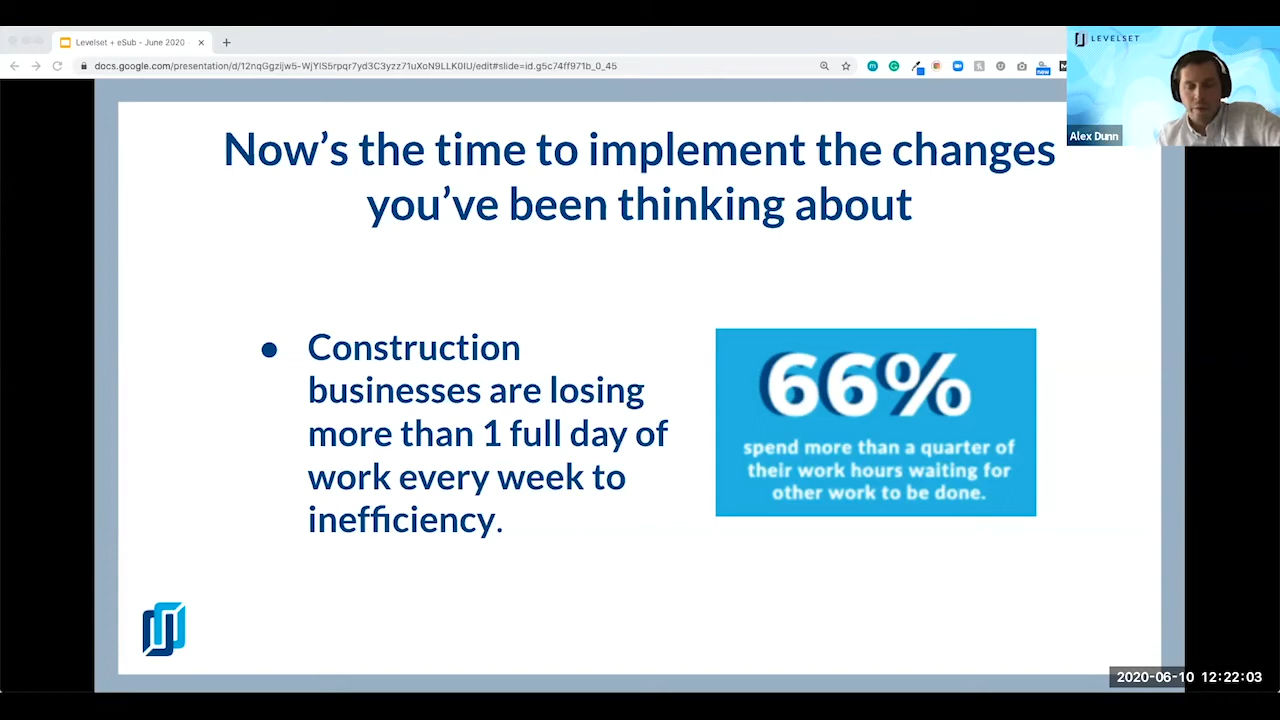 Levelset + eSub - June 2020
docs.google.com/presentation/d/12nqGgzijw5-WjYlS5rpqr7yd3C3yzz71uXoN9LLK0IU/edit#slide=id.g5c74ff971b_0_45
new
LEVELSET
Alex Dunn
Now's the time to implement the changes
you've been thinking about
● Construction
businesses are losing
more than 1 full day of
work every week to
inefficiency.
66%
spend more than a quarter of
their work hours waiting for
other work to be done.
2020-06-10 12:22:03